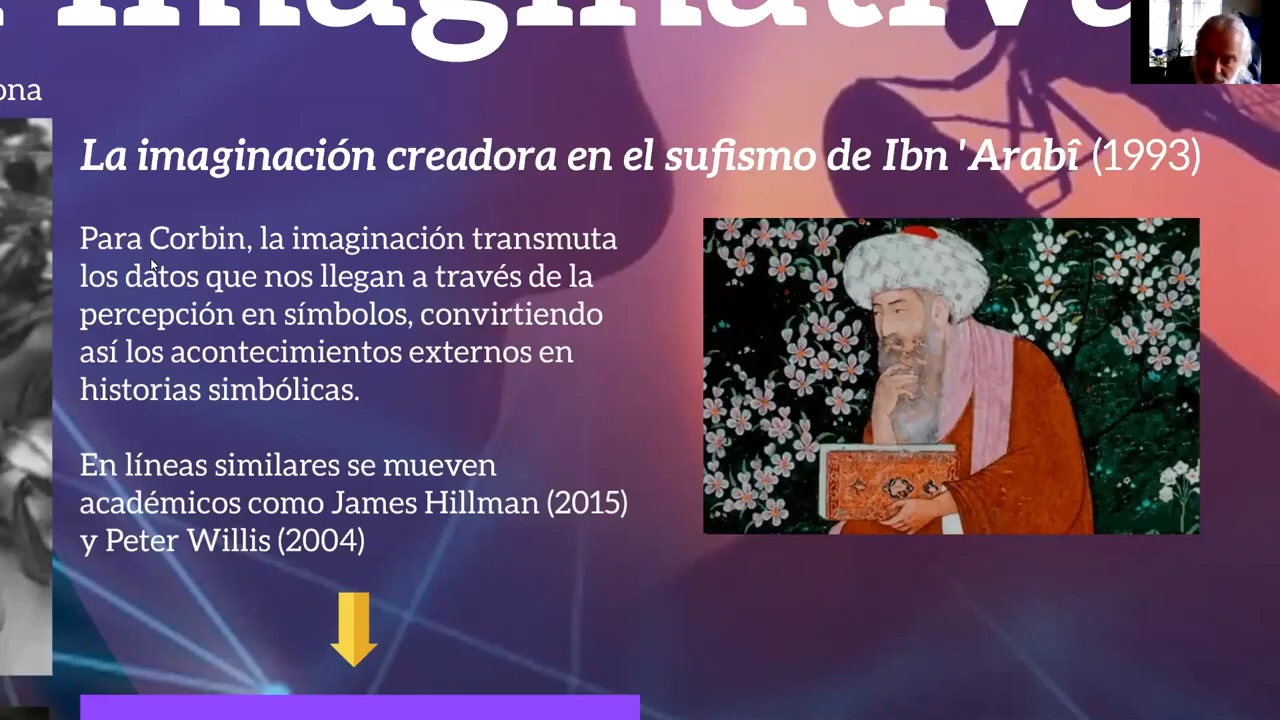 Imaginativa
ona
La imaginación creadora en el sufismo de Ibn 'Arabî (1993)
Para Corbin, la imaginación transmuta
los datos que nos llegan a través de la
percepción en símbolos, convirtiendo
así los acontecimientos externos en
historias simbólicas.
En líneas similares se mueven
académicos como James Hillman (2015)
y Peter Willis (2004)